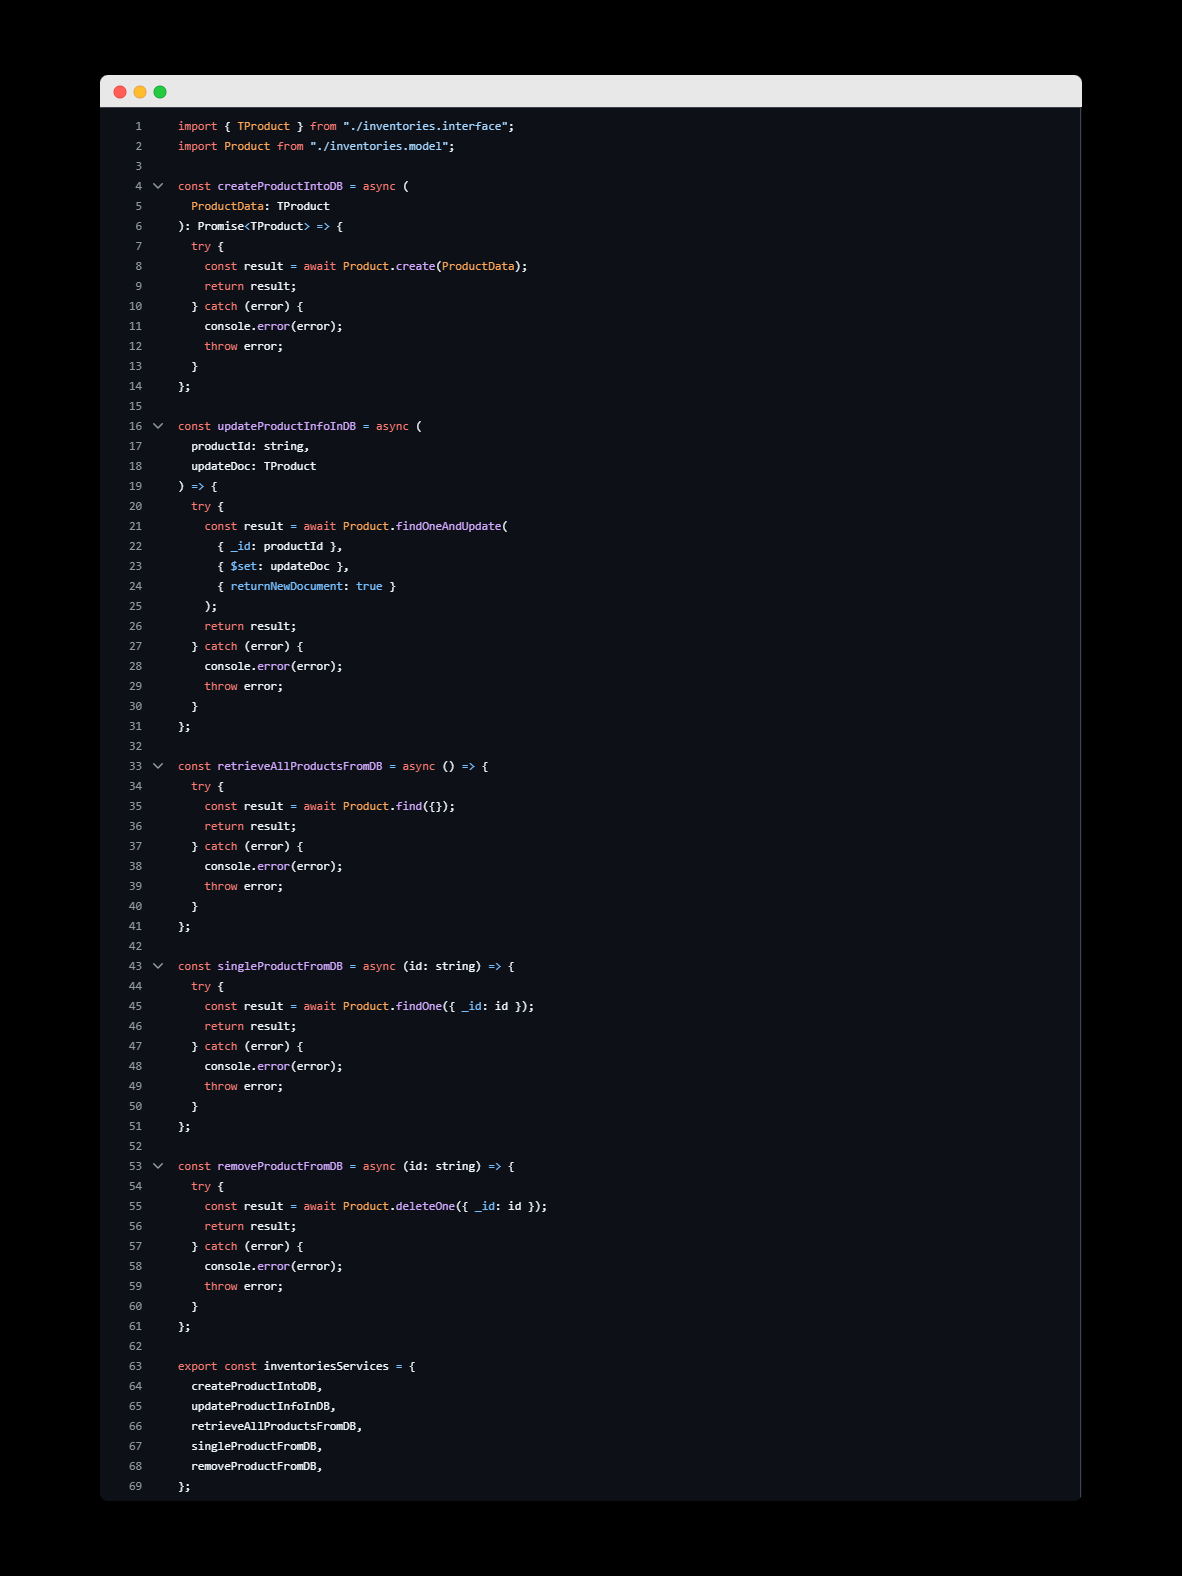 1 import { TProduct } from "./inventories.interface";
2 import Product from "./inventories.model";
3
4 const createProductIntoDB = async (
5   ProductData: TProduct
6 ): Promise<TProduct> => {
7   try {
8     const result = await Product.create(ProductData);
9     return result;
10   } catch (error) {
11     console.error(error);
12     throw error;
13   }
14 };
15
16 const updateProductInfoInDB = async (
17   productId: string,
18   updateDoc: TProduct
19 ) => {
20   try {
21     const result = await Product.findOneAndUpdate(
22       { _id: productId },
23       { $set: updateDoc },
24       { returnNewDocument: true }
25     );
26     return result;
27   } catch (error) {
28     console.error(error);
29     throw error;
30   }
31 };
32
33 const retrieveAllProductsFromDB = async () => {
34   try {
35     const result = await Product.find({});
36     return result;
37   } catch (error) {
38     console.error(error);
39     throw error;
40   }
41 };
42
43 const singleProductFromDB = async (id: string) => {
44   try {
45     const result = await Product.findOne({ _id: id });
46     return result;
47   } catch (error) {
48     console.error(error);
49     throw error;
50   }
51 };
52
53 const removeProductFromDB = async (id: string) => {
54   try {
55     const result = await Product.deleteOne({ _id: id });
56     return result;
57   } catch (error) {
58     console.error(error);
59     throw error;
60   }
61 };
62
63 export const inventoriesServices = {
64   createProductIntoDB,
65   updateProductInfoInDB,
66   retrieveAllProductsFromDB,
67   singleProductFromDB,
68   removeProductFromDB,
69 };